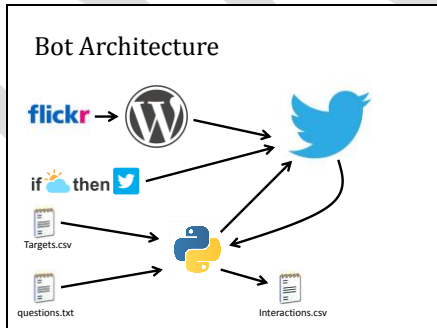 Bot Architecture
flickr
if then
Targets.csv
questions.txt
Interactions.csv